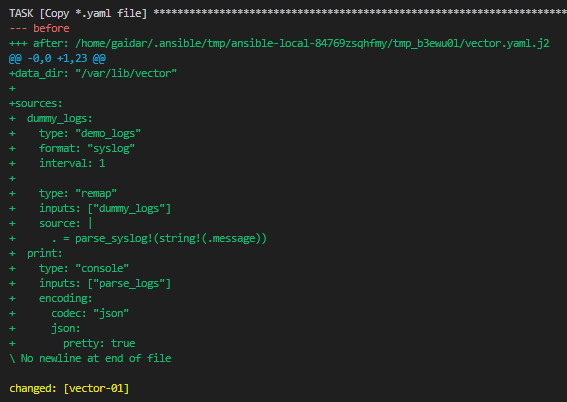 TASK [Copy *.yaml file] *******************************************************************
--- before
+++ after: /home/gaidar/.ansible/tmp/ansible-local-84769zsqhfmy/tmp_b3ewu0l/vector.yaml.j2
@@ -0,0 +1,23 @@
+data_dir: "/var/lib/vector"
+
+sources:
+  dummy_logs:
+    type: "demo_logs"
+    format: "syslog"
+    interval: 1
+
+    type: "remap"
+    inputs: ["dummy_logs"]
+    source: |
+      . = parse_syslog!(string!(.message))
+  print:
+    type: "console"
+    inputs: ["parse_logs"]
+    encoding:
+      codec: "json"
+      json:
+        pretty: true
\ No newline at end of file
changed: [vector-01]